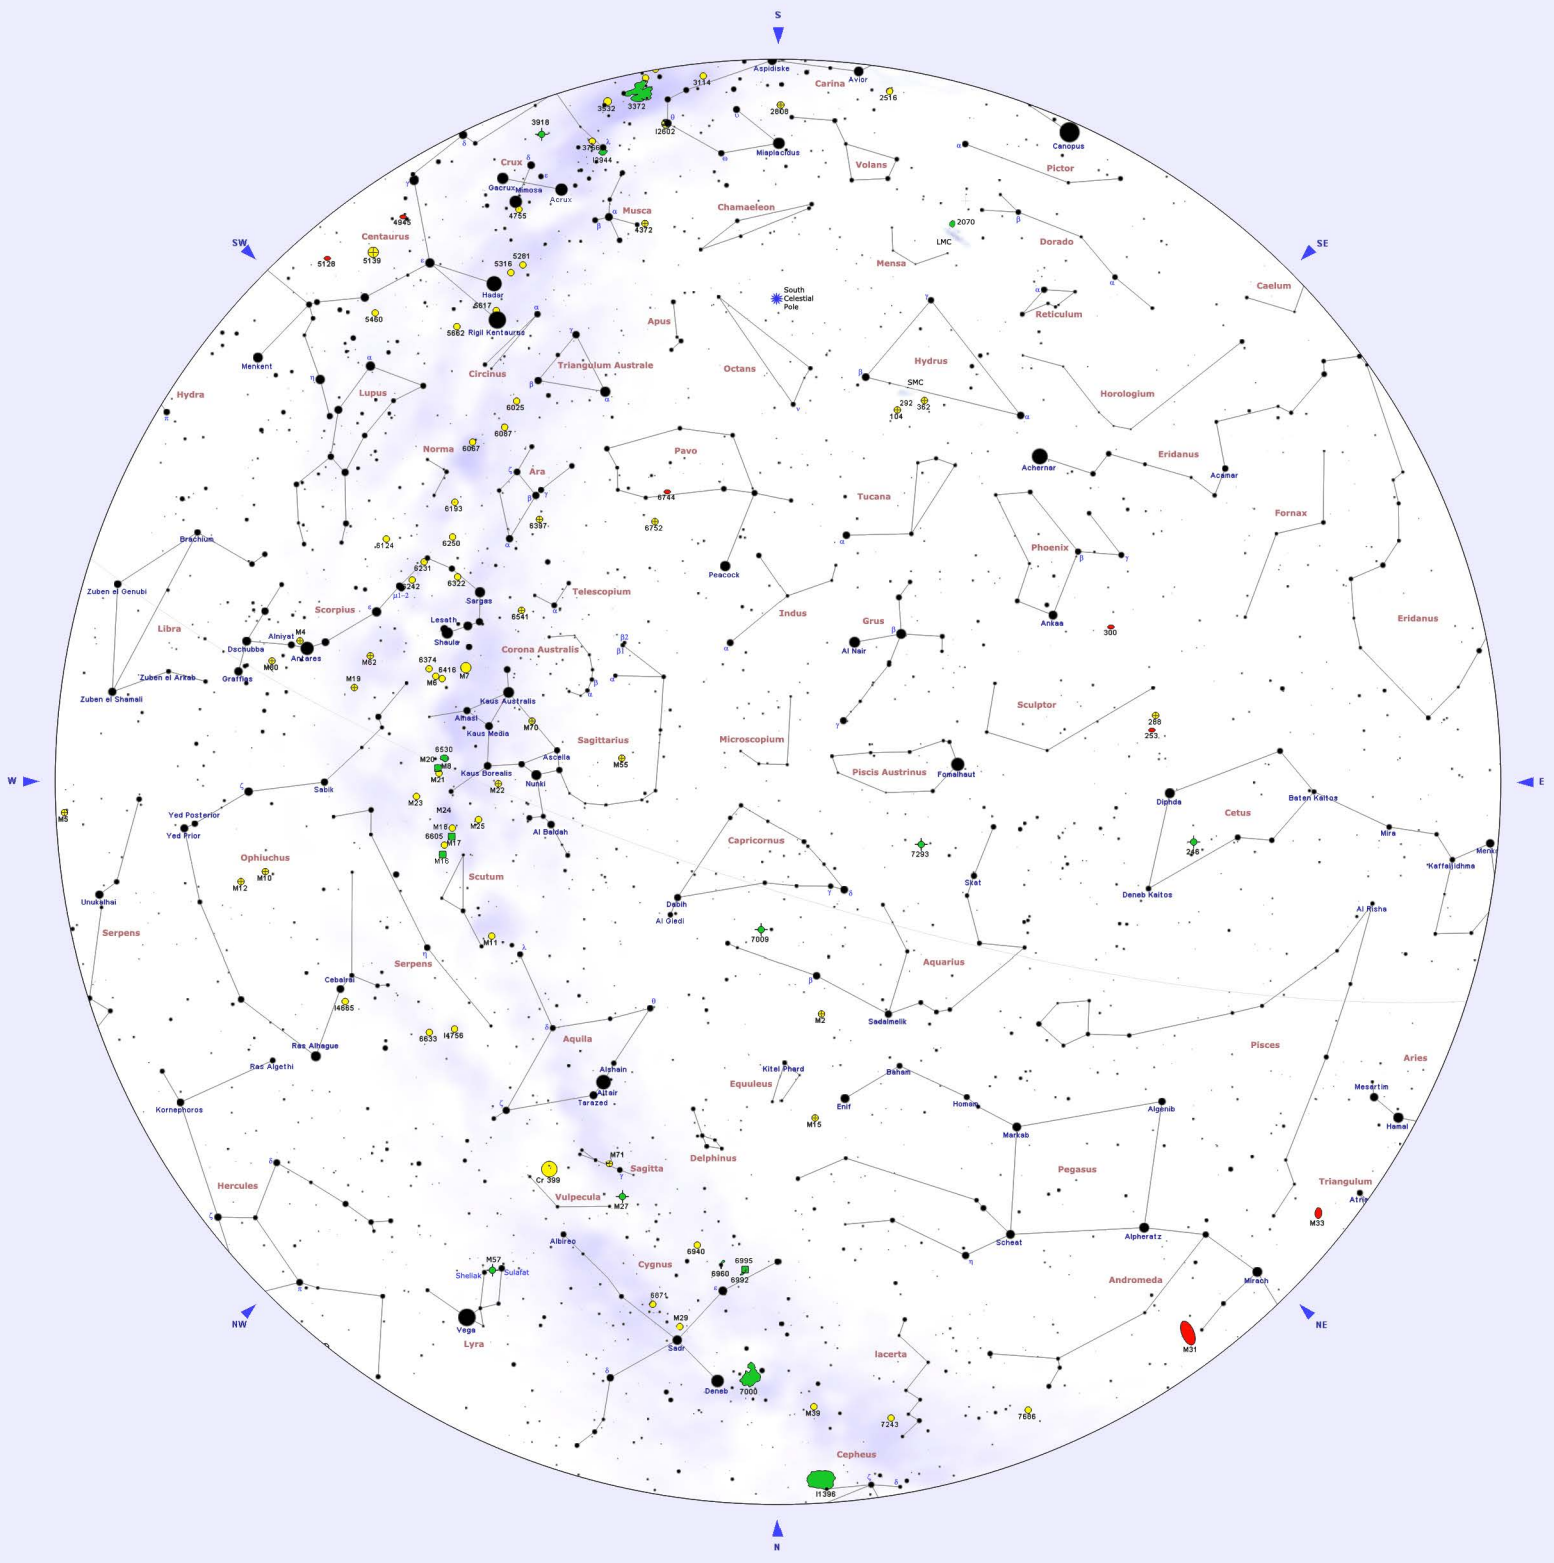 S
Aspidiske
Avior
Carina
3114
2516
3532
3372
2808
Canopus
3918
δ
θ
I2602
υ
δ
λ
3766
I2944
Miaplacidus
ω
α
Volans
Pictor
Crux
δ
Gacrux
Mimosa
ε
Acrux
4755
γ
4945
Musca
α
β
4372
Chamaeleon
2070
LMC
β
Dorado
Centaurus
5139
5128
SW
SE
ε
5281
5316
Mensa
α
Caelum
Hadar
South
Celestial
Pole
α
Reticulum
γ
5460
5617
5662
Rigil Kentaurus
α
Apus
γ
Menkent
α
Triangulum Australe
Circinus
Octans
Hydrus
β
η
β
α
Lupus
SMC
292
362
104
ν
α
Horologium
Hydra
π
6025
6087
6067
Norma
Pavo
Achernar
Eridanus
Acamar
ζ
Ara
β
γ
6744
Tucana
6193
6397
6752
Fornax
Brachium
6124
6250
α
α
Phoenix
β
γ
6231
6242
6322
Peacock
Zuben el Genubi
μ1-2
Sargas
Telescopium
α
Scorpius
ε
Indus
Grus
Ankaa
Eridanus
Libra
Lesath
Shaula
6541
β
300
Alniyat
M4
Dschubba
Antares
β2
β1
Corona Australis
α
Al Nair
M80
M62
6374
6416
M6
M7
Graffias
Zuben el Arkab
M19
β
α
α
Zuben el Shamali
Kaus Australis
Alnasl
M70
γ
Sculptor
288
253
Kaus Media
Sagittarius
Microscopium
M55
Ascella
6530
M20
M8
M21
Kaus Borealis
Nunki
M22
Piscis Austrinus
Fomalhaut
W
E
ζ
Sabik
Diphda
Baten Kaitos
M23
M24
M5
Yed Posterior
Yed Prior
M18
M25
6605
M17
M16
Al Baldah
Capricornus
7293
Cetus
246
Mira
Kaffaljidhma
Ophiuchus
M10
M12
Scutum
Skat
γ
δ
Deneb Kaitos
Unukalhai
Dabih
Al Giedi
Al Risha
Serpens
M11
λ
η
Serpens
7009
β
Aquarius
Cebalrai
I4665
θ
M2
Sadalmelik
6633
I4756
δ
Aquila
Pisces
Ras Alhague
Ras Algethi
Alshain
Altair
Tarazed
Kitel Phard
Equuleus
Baham
Aries
Mesartim
Hamal
Kornephoros
ζ
Enif
Homam
Algenib
M15
Markab
Delphinus
M71
Sagitta
γ
δ
Cr 399
Pegasus
Hercules
Vulpecula
M27
Triangulum
M33
ζ
Albireo
Scheat
Alpheratz
6940
Cygnus
M57
Sheliak
Sulafat
6995
6960
6992
η
Andromeda
Mirach
π
ε
6871
M29
NW
NE
Vega
Lyra
Sadr
lacerta
M31
δ
Deneb
7000
M39
7243
7686
Cepheus
I1396
ζ
δ
N